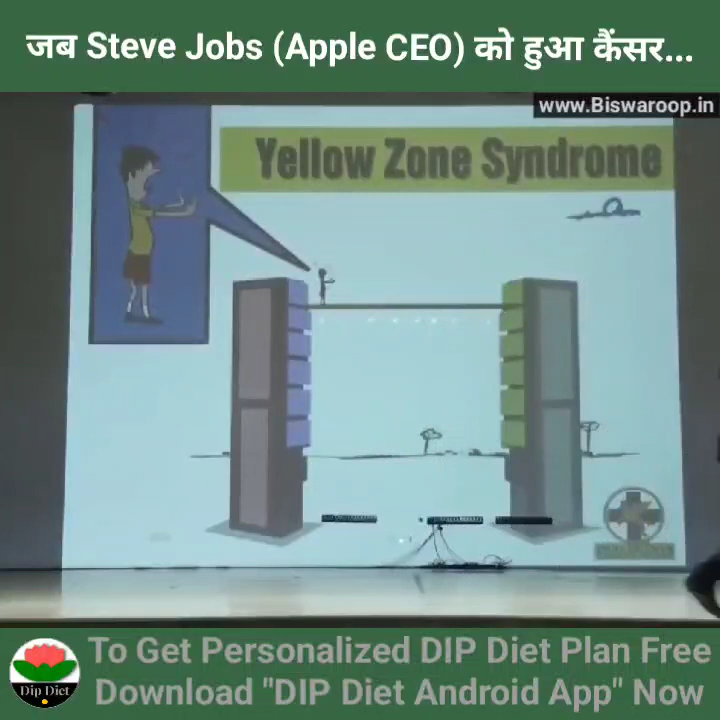 जब Steve Jobs (Apple CEO) को हुआ कैंसर...
www.Biswaroop.in
Yellow Zone Syndrome
To Get Personalized DIP Diet Plan Free
Dip Diet
Download "DIP Diet Android App" Now